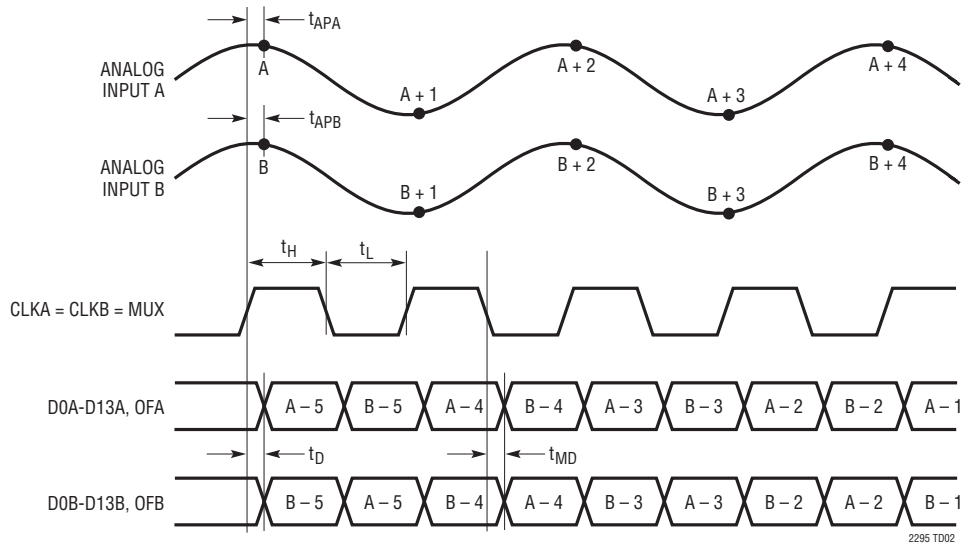 tAPA
ANALOG
INPUT A
A
A + 1
A + 2
A + 3
A + 4
tAPB
ANALOG
INPUT B
B
B + 1
B + 2
B + 3
B + 4
tH
tL
CLKA = CLKB = MUX
D0A-D13A, OFA
A – 5
B – 5
A – 4
B – 4
A – 3
B – 3
A – 2
B – 2
A – 1
tD
tMD
D0B-D13B, OFB
B – 5
A – 5
B – 4
A – 4
B – 3
A – 3
B – 2
A – 2
B – 1
2295 TD02